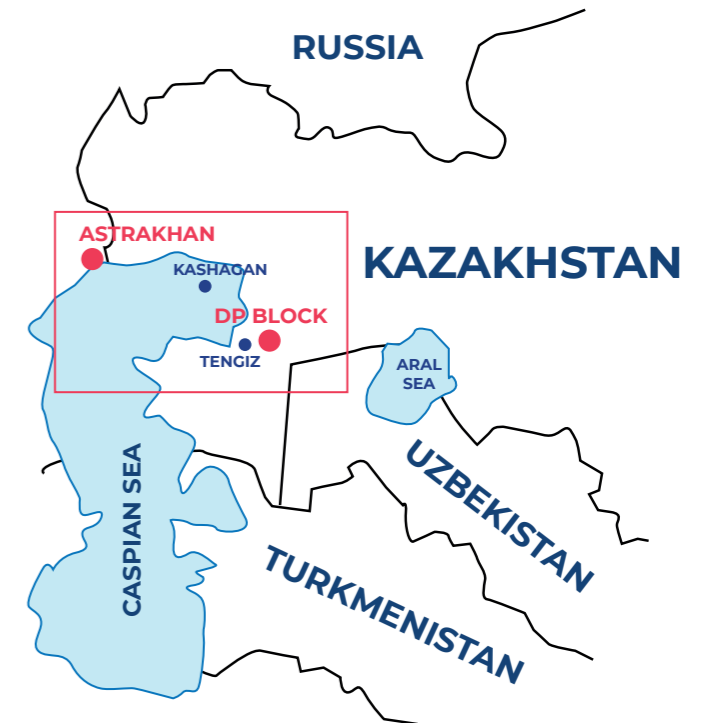 RUSSIA
ASTRAKHAN
KAZAKHSTAN
KASHAGAN
DP BLOCK
TENGIZ
ARAL
SEA
UZBEKISTAN
CASPIAN SEA
TURKMENISTAN